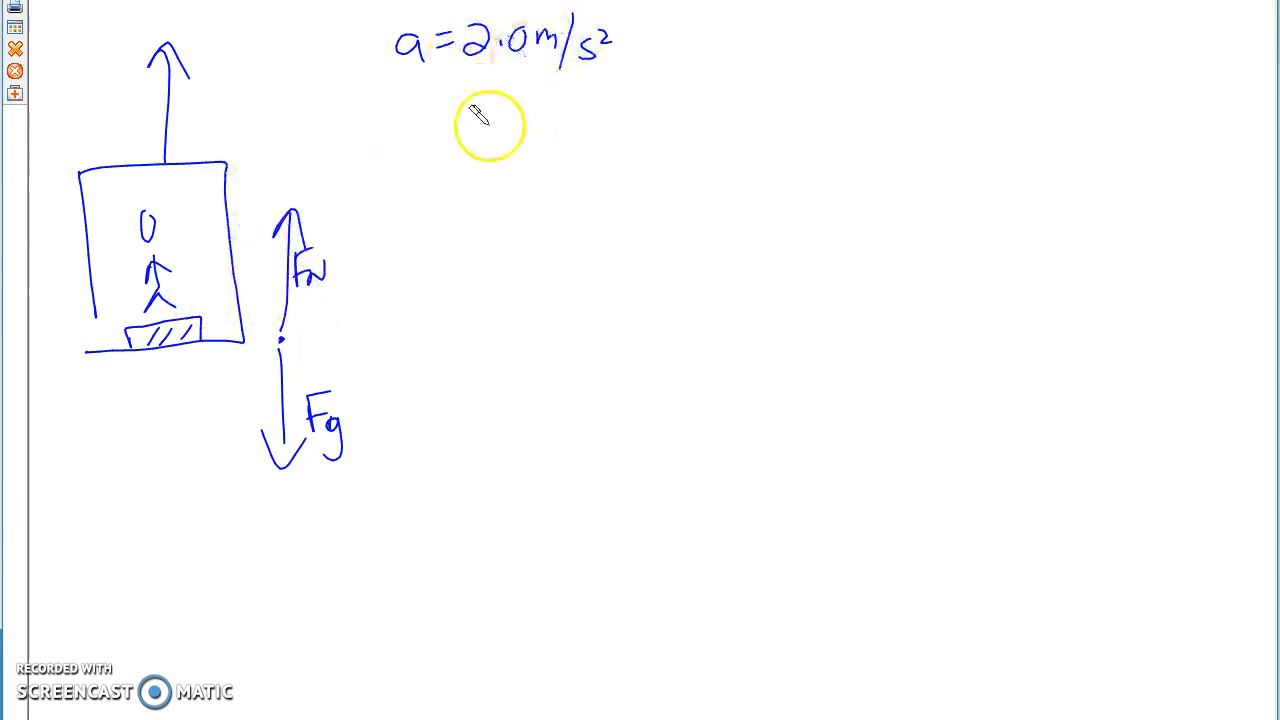 a = 2.0 m/s²
FN
Fg
RECORDED WITH
SCREENCAST MATIC